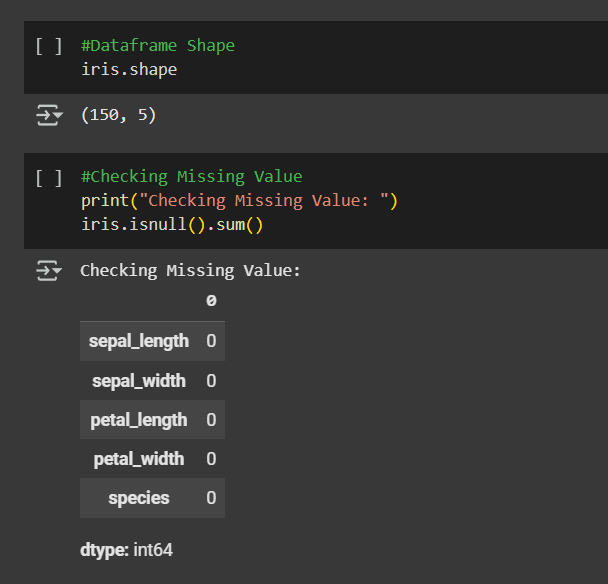 [ ] #Dataframe Shape
iris.shape
(150, 5)
[ ] #Checking Missing Value
print("Checking Missing Value: ")
iris.isnull().sum()
Checking Missing Value:
0
sepal_length 0
sepal_width 0
petal_length 0
petal_width 0
species 0
dtype: int64